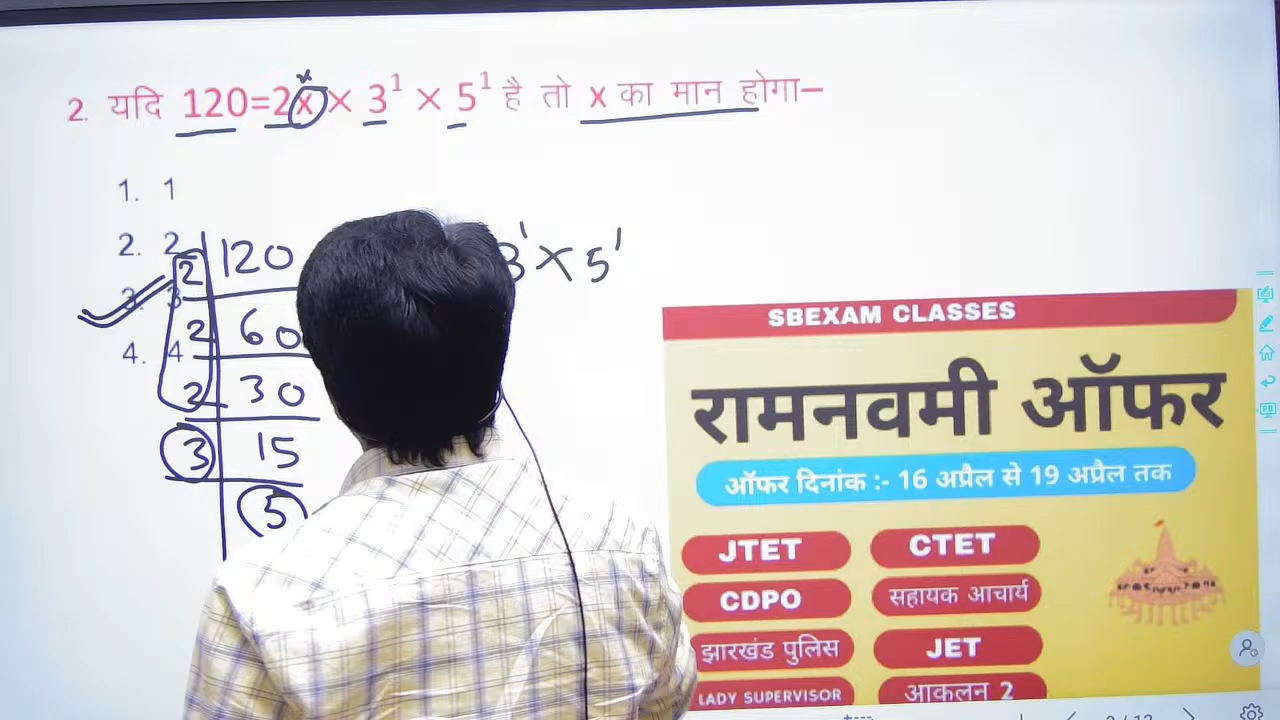 2. यदि 120=2x × 3¹ × 5¹ है तो x का मान होगा–
x
1. 1
2. 2
3. 3
4. 4
2 120
2 60
2 30
3 15
5
3¹ × 5¹
SBEXAM CLASSES
रामनवमी ऑफर
ऑफर दिनांक :- 16 अप्रैल से 19 अप्रैल तक
JTET CTET
CDPO सहायक आचार्य
झारखंड पुलिस JET
LADY SUPERVISOR आकलन 2